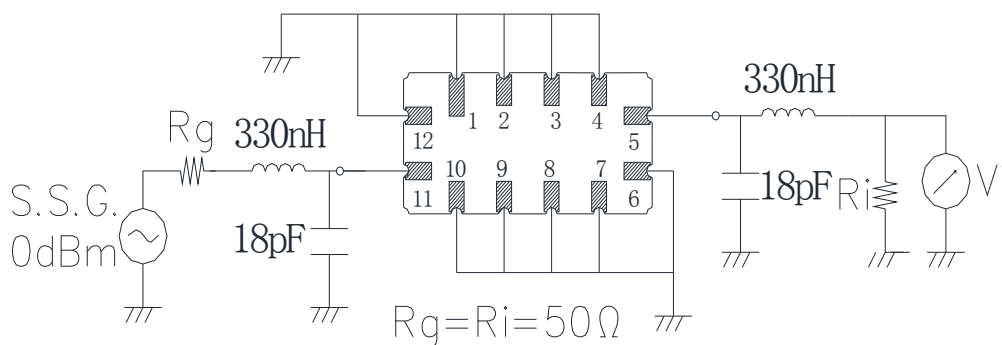 330nH
1
2
3
4
12
5
Rg
330nH
10
9
8
7
11
6
18pF
Ri
V
S.S.G.
0dBm
18pF
Rg=Ri=50Ω